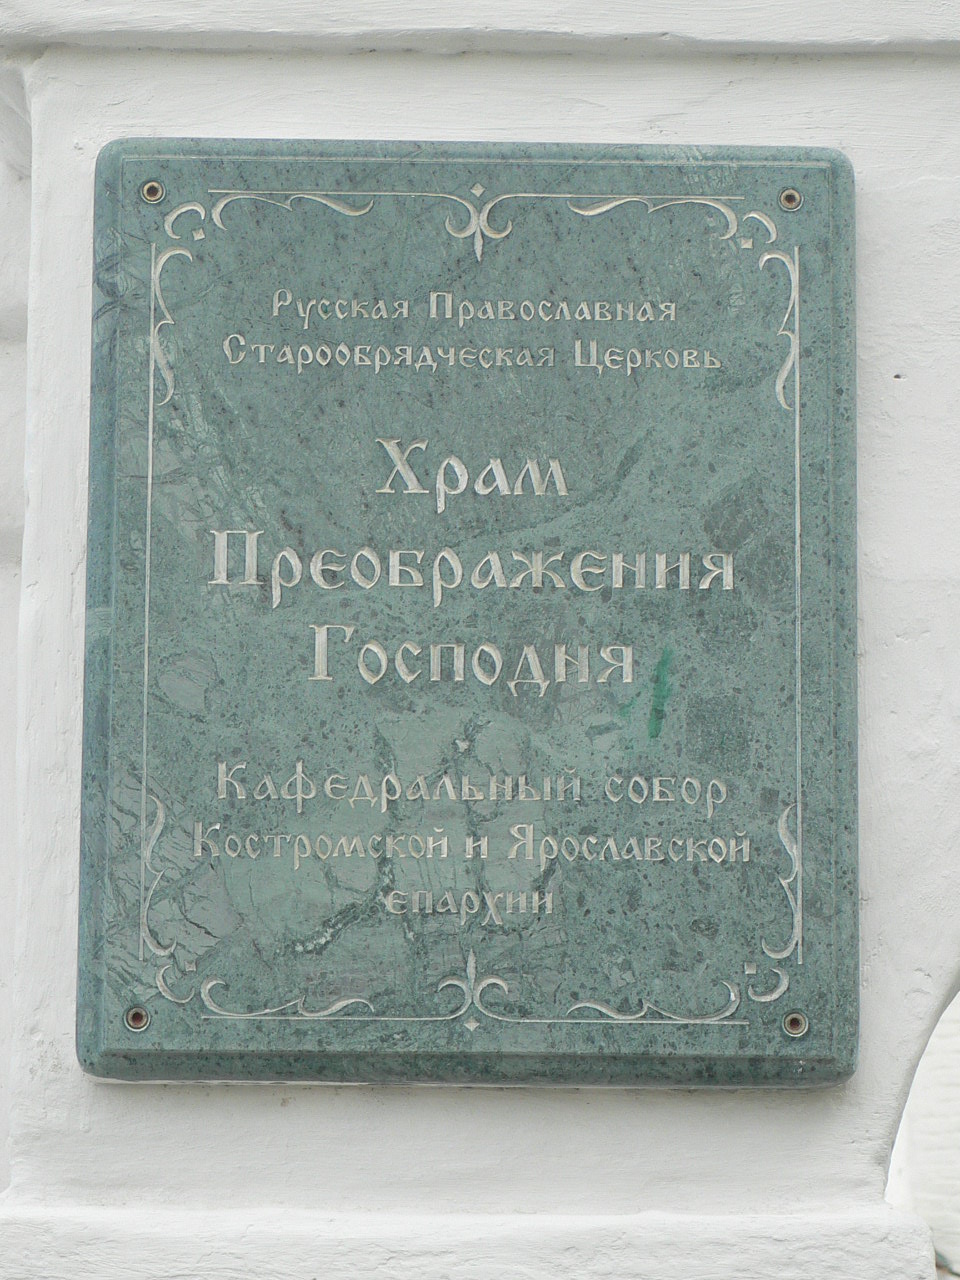 Русская Православная
Старообрядческая Церковь
Храм
Преображения
Господня
Кафедральный собор
Костромской и Ярославской
епархии